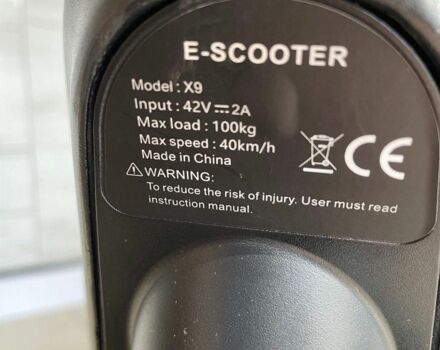 E-SCOOTER
Model : X9
Input : 42V⎓2A
Max load : 100kg
Max speed : 40km/h
Made in China
CE
⚠WARNING:
To reduce the risk of injury. User must read
instruction manual.